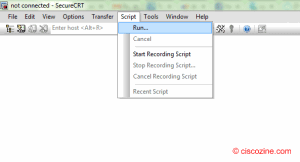 not connected - SecureCRT
File Edit View Options Transfer Script Tools Window Help
Enter host <Alt+R>
Run...
Cancel
Start Recording Script
Stop Recording Script...
Cancel Recording Script
Recent Script
© ciscozine.com